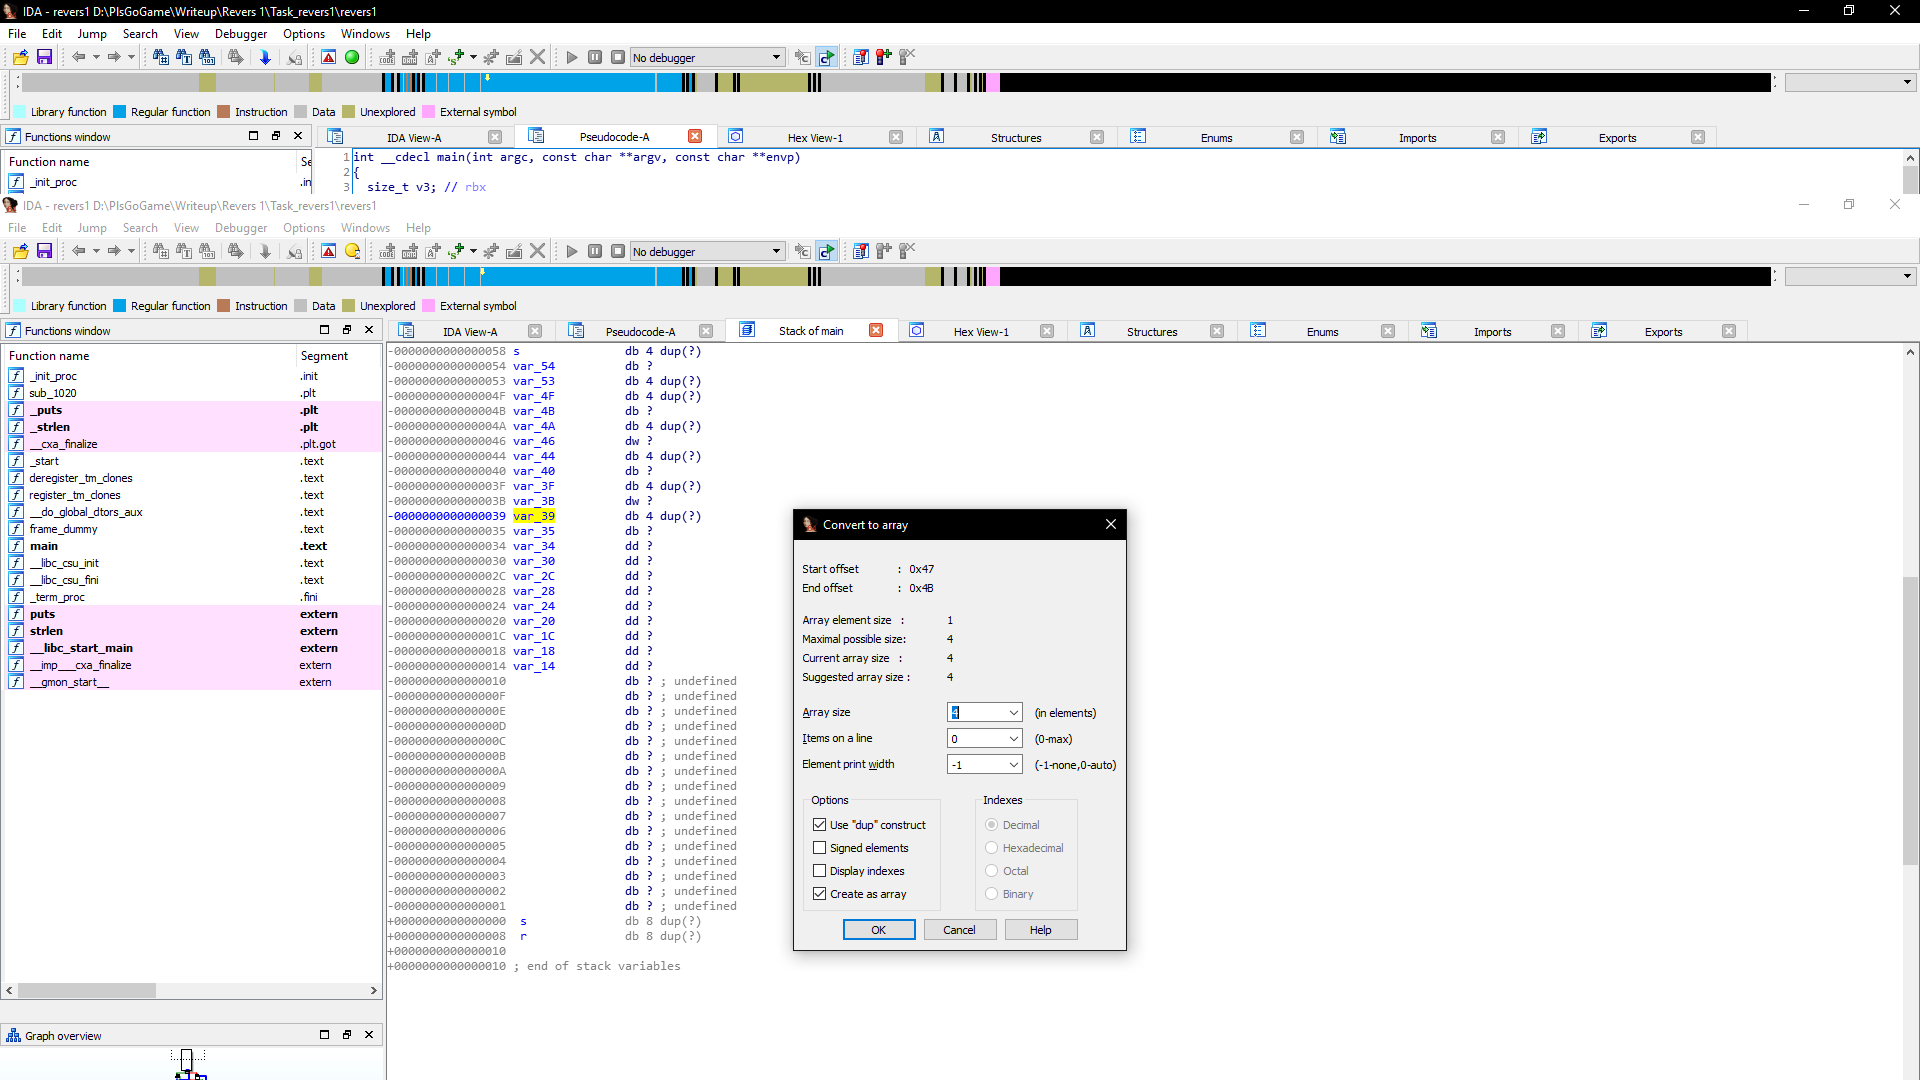 IDA - revers1 D:\PlsGoGame\Writeup\Revers 1\Task_revers1\revers1
File Edit Jump Search View Debugger Options Windows Help
No debugger
Library function Regular function Instruction Data Unexplored External symbol
Functions window
IDA View-A Pseudocode-A Hex View-1 Structures Enums Imports Exports
Function name Se
_init_proc .in
1 int __cdecl main(int argc, const char **argv, const char **envp)
2 {
3 size_t v3; // rbx
IDA - revers1 D:\PlsGoGame\Writeup\Revers 1\Task_revers1\revers1
File Edit Jump Search View Debugger Options Windows Help
No debugger
Library function Regular function Instruction Data Unexplored External symbol
Functions window
IDA View-A Pseudocode-A Stack of main Hex View-1 Structures Enums Imports Exports
Function name Segment
_init_proc .init
sub_1020 .plt
_puts .plt
_strlen .plt
__cxa_finalize .plt.got
_start .text
deregister_tm_clones .text
register_tm_clones .text
__do_global_dtors_aux .text
frame_dummy .text
main .text
__libc_csu_init .text
__libc_csu_fini .text
_term_proc .fini
puts extern
strlen extern
__libc_start_main extern
__imp___cxa_finalize extern
__gmon_start__ extern
Graph overview
-0000000000000058 s db 4 dup(?)
-0000000000000054 var_54 db ?
-0000000000000053 var_53 db 4 dup(?)
-000000000000004F var_4F db 4 dup(?)
-000000000000004B var_4B db ?
-000000000000004A var_4A db 4 dup(?)
-0000000000000046 var_46 dw ?
-0000000000000044 var_44 db 4 dup(?)
-0000000000000040 var_40 db ?
-000000000000003F var_3F db 4 dup(?)
-000000000000003B var_3B dw ?
-0000000000000039 var_39 db 4 dup(?)
-0000000000000035 var_35 db ?
-0000000000000034 var_34 dd ?
-0000000000000030 var_30 dd ?
-000000000000002C var_2C dd ?
-0000000000000028 var_28 dd ?
-0000000000000024 var_24 dd ?
-0000000000000020 var_20 dd ?
-000000000000001C var_1C dd ?
-0000000000000018 var_18 dd ?
-0000000000000014 var_14 dd ?
-0000000000000010 db ? ; undefined
-000000000000000F db ? ; undefined
-000000000000000E db ? ; undefined
-000000000000000D db ? ; undefined
-000000000000000C db ? ; undefined
-000000000000000B db ? ; undefined
-000000000000000A db ? ; undefined
-0000000000000009 db ? ; undefined
-0000000000000008 db ? ; undefined
-0000000000000007 db ? ; undefined
-0000000000000006 db ? ; undefined
-0000000000000005 db ? ; undefined
-0000000000000004 db ? ; undefined
-0000000000000003 db ? ; undefined
-0000000000000002 db ? ; undefined
-0000000000000001 db ? ; undefined
+0000000000000000 s db 8 dup(?)
+0000000000000008 r db 8 dup(?)
+0000000000000010
+0000000000000010 ; end of stack variables
Convert to array
Start offset : 0x47
End offset : 0x4B
Array element size : 1
Maximal possible size: 4
Current array size : 4
Suggested array size : 4
Array size 4 (in elements)
Items on a line 0 (0-max)
Element print width -1 (-1-none,0-auto)
Options Indexes
Use "dup" construct Decimal
Signed elements Hexadecimal
Display indexes Octal
Create as array Binary
OK Cancel Help